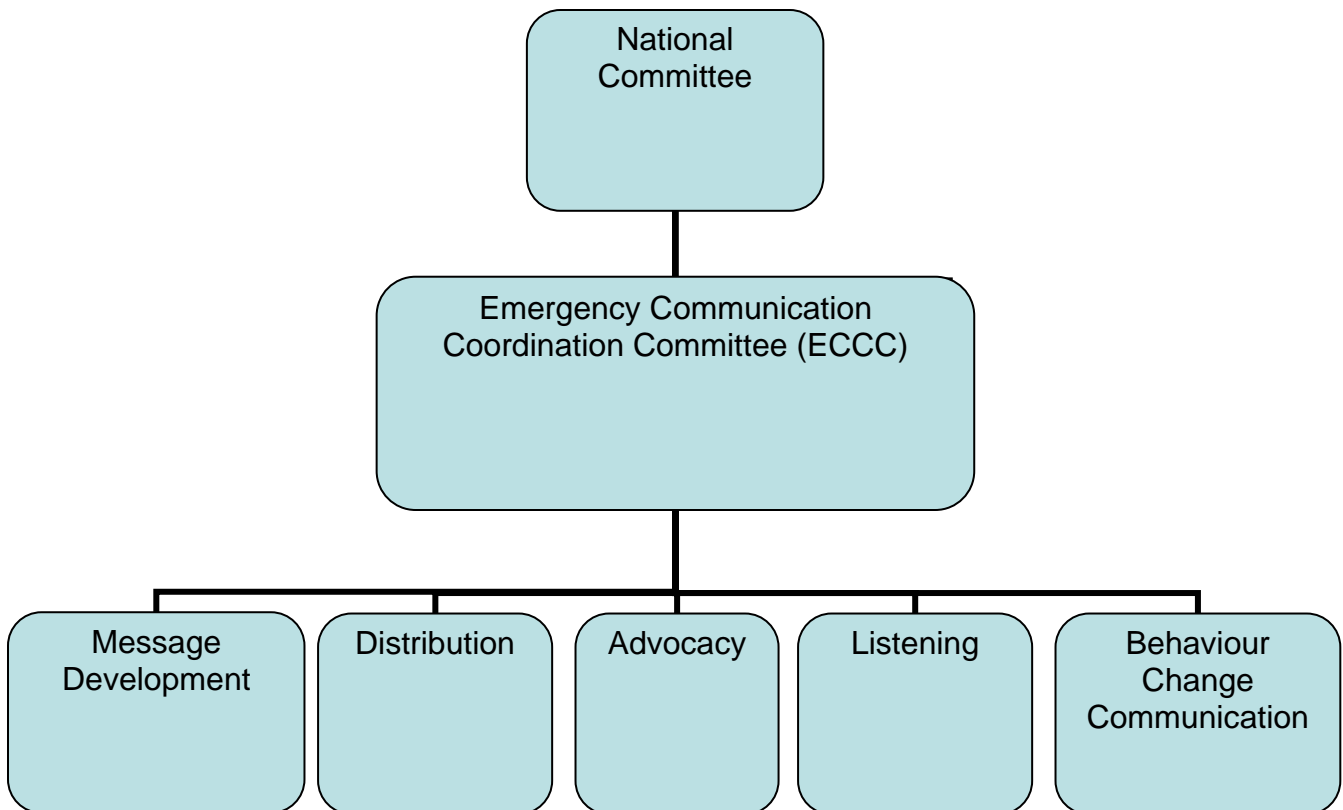 National
Committee
Emergency Communication
Coordination Committee (ECCC)
Message
Development
Distribution
Advocacy
Listening
Behaviour
Change
Communication